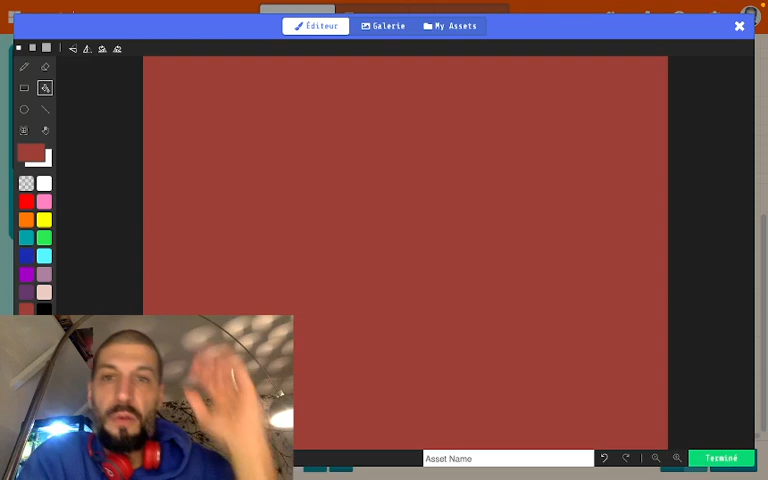 Éditeur
Galerie
My Assets
Asset Name
Terminé